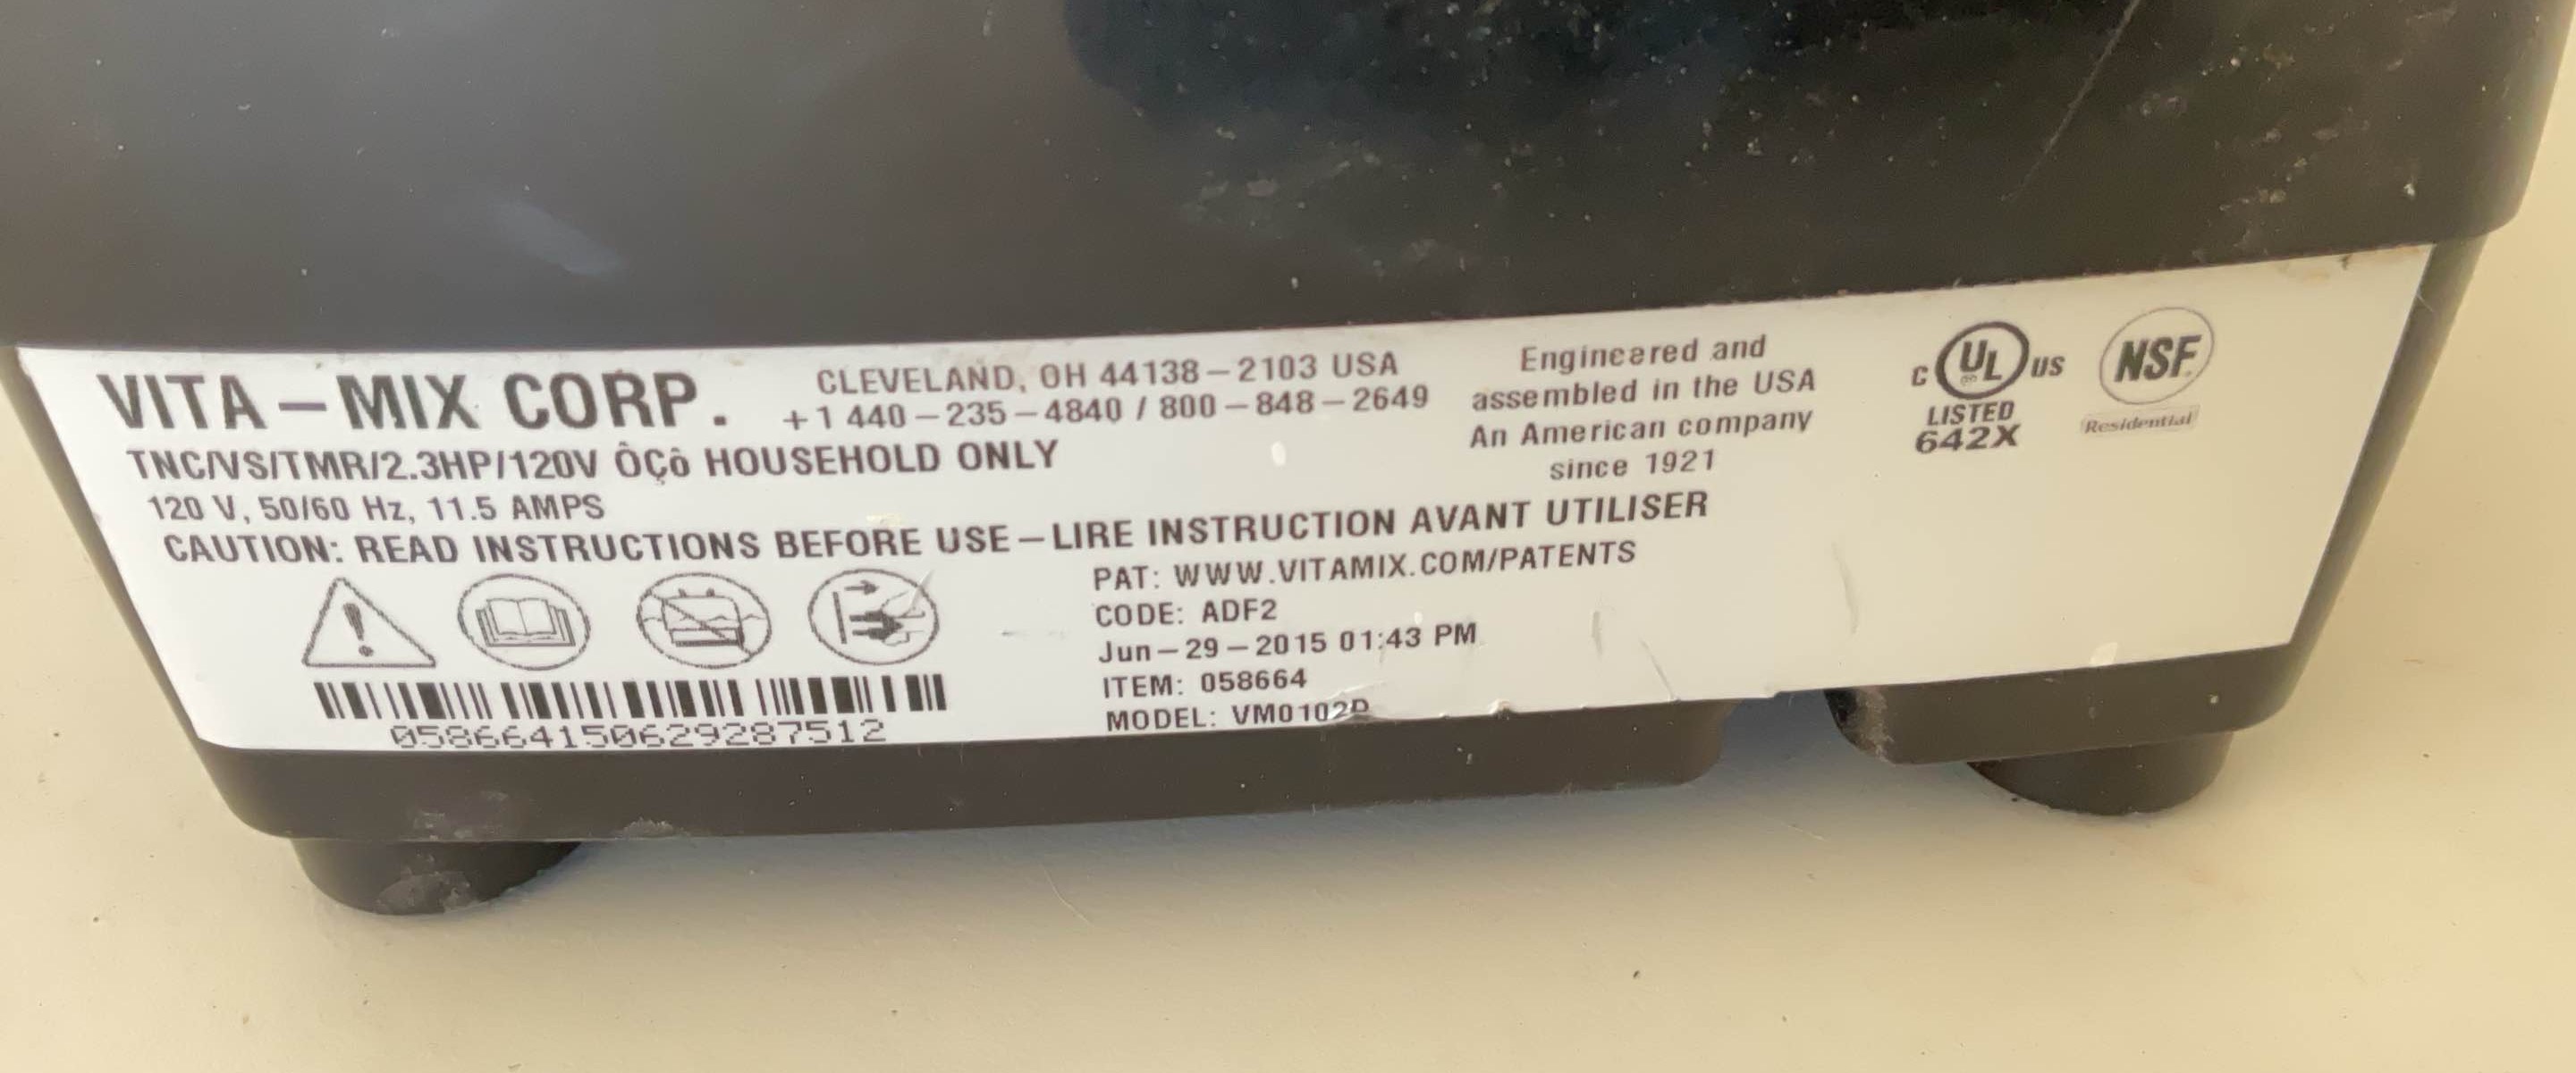 VITA-MIX CORP.
CLEVELAND, OH 44138-2103 USA
+1 440-235-4840 / 800-848-2649
TNC/VS/TMR/2.3HP/120V ÔÇô HOUSEHOLD ONLY
120 V, 50/60 Hz, 11.5 AMPS
CAUTION: READ INSTRUCTIONS BEFORE USE-LIRE INSTRUCTION AVANT UTILISER
Engineered and
assembled in the USA
An American company
since 1921
C UL US
LISTED
642X
NSF
Residential
PAT: WWW.VITAMIX.COM/PATENTS
CODE: ADF2
Jun-29-2015 01:43 PM
ITEM: 058664
MODEL: VM0102D
058664150629287512